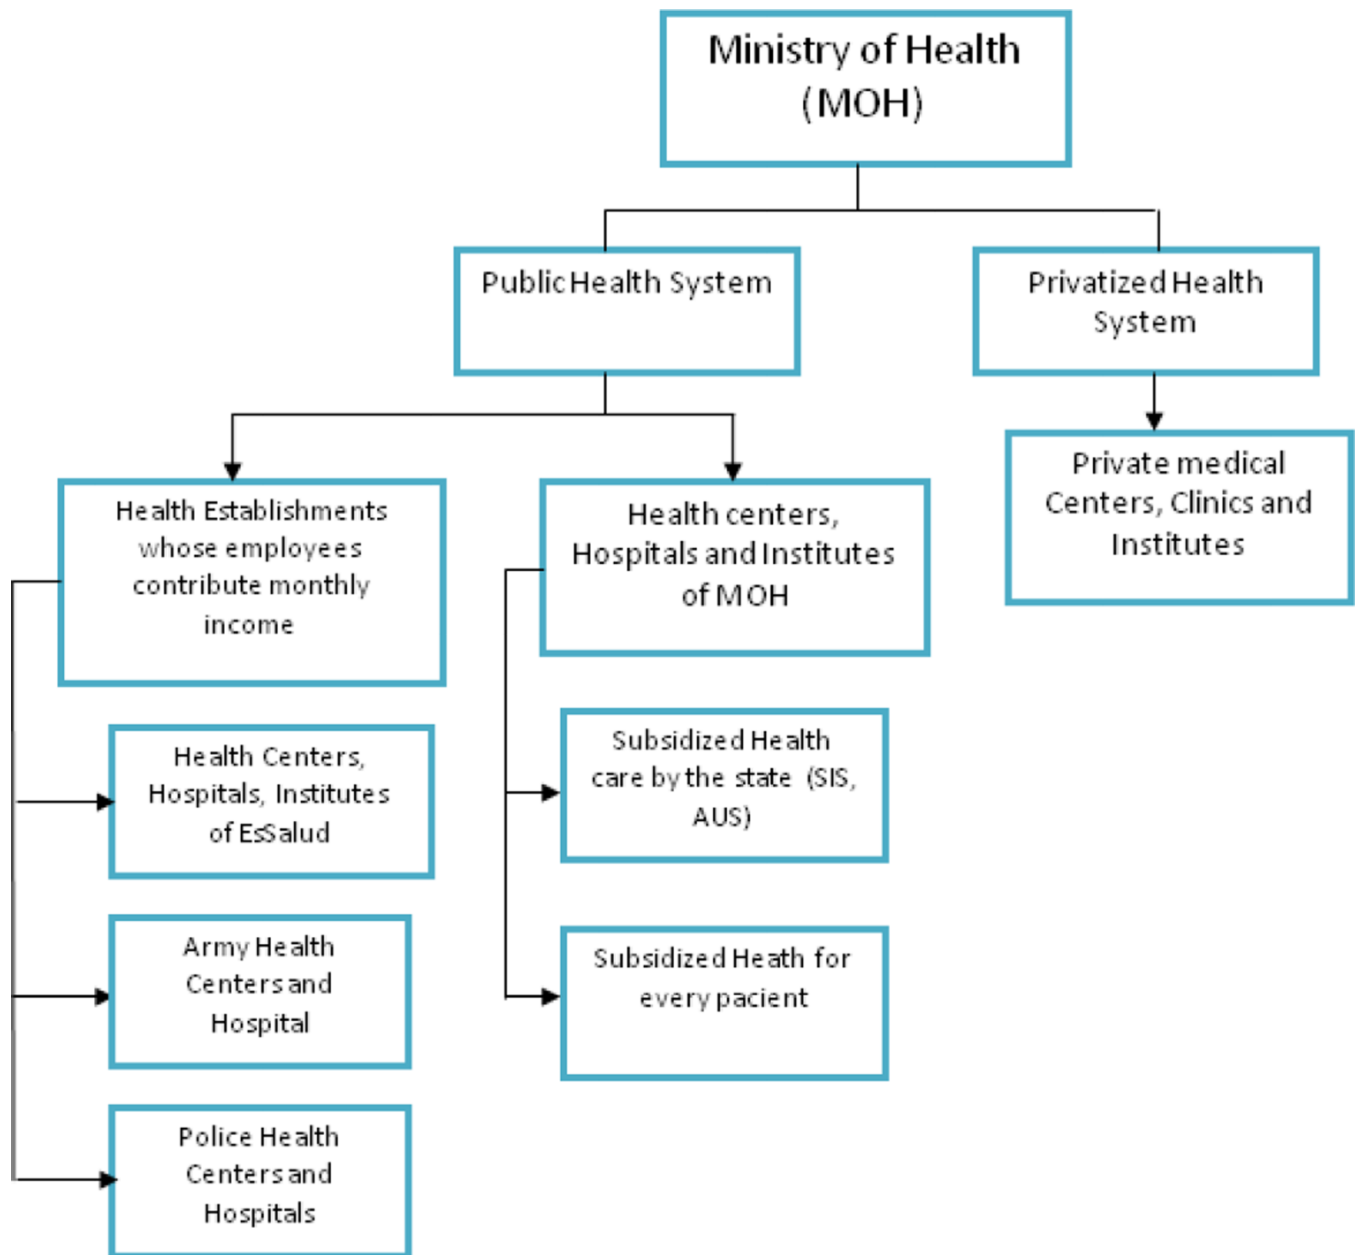 Ministry of Health
(MOH)
Public Health System
Privatized Health
System
Health Establishments
whose employees
contribute monthly
income
Health centers,
Hospitals and Institutes
of MOH
Private medical
Centers, Clinics and
Institutes
Health Centers,
Hospitals, Institutes
of EsSalud
Army Health
Centers and
Hospital
Police Health
Centers and
Hospitals
Subsidized Health
care by the state (SIS,
AUS)
Subsidized Heath for
every pacient